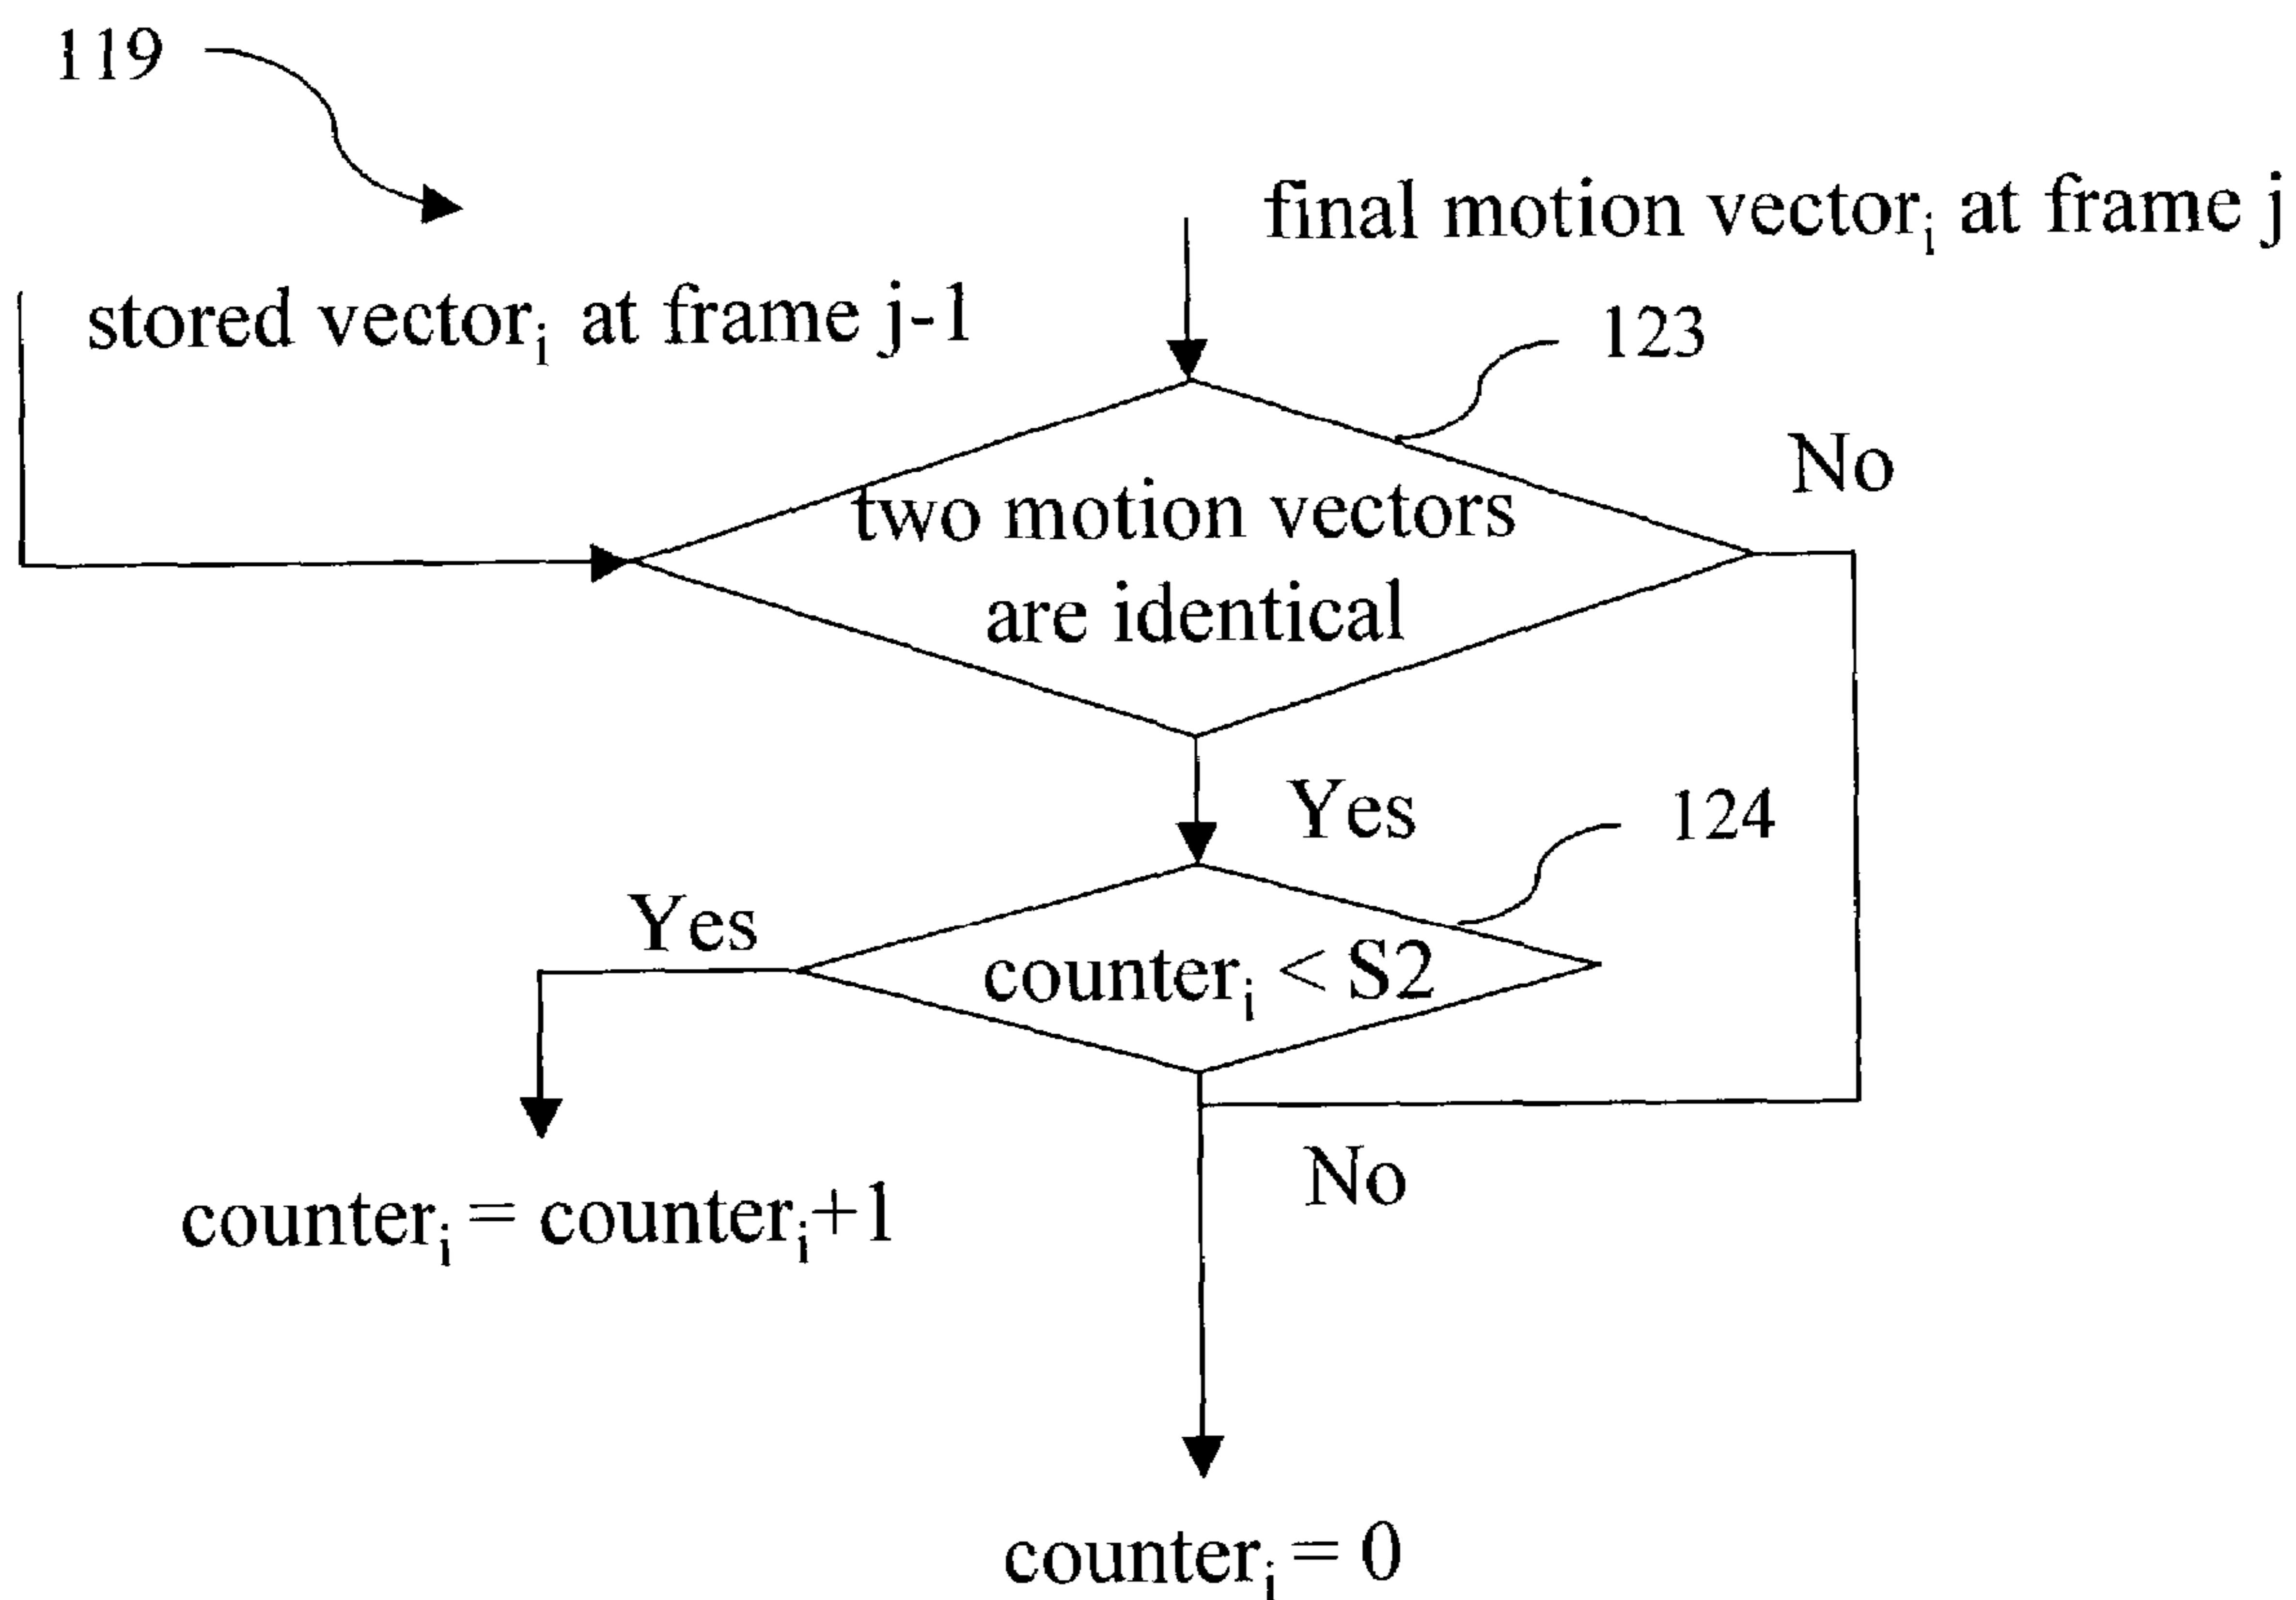 119
final motion vectorᵢ at frame j
stored vectorᵢ at frame j-1
123
No
two motion vectors
are identical
Yes
124
Yes
counterᵢ < S2
No
counterᵢ = counterᵢ+1
counterᵢ = 0